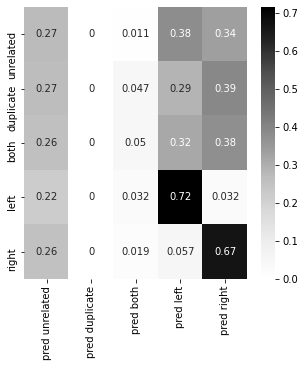 unrelated 0.27 0 0.011 0.38 0.34
duplicate 0.27 0 0.047 0.29 0.39
both 0.26 0 0.05 0.32 0.38
left 0.22 0 0.032 0.72 0.032
right 0.26 0 0.019 0.057 0.67
pred unrelated
pred duplicate
pred both
pred left
pred right
0.7
0.6
0.5
0.4
0.3
0.2
0.1
0.0